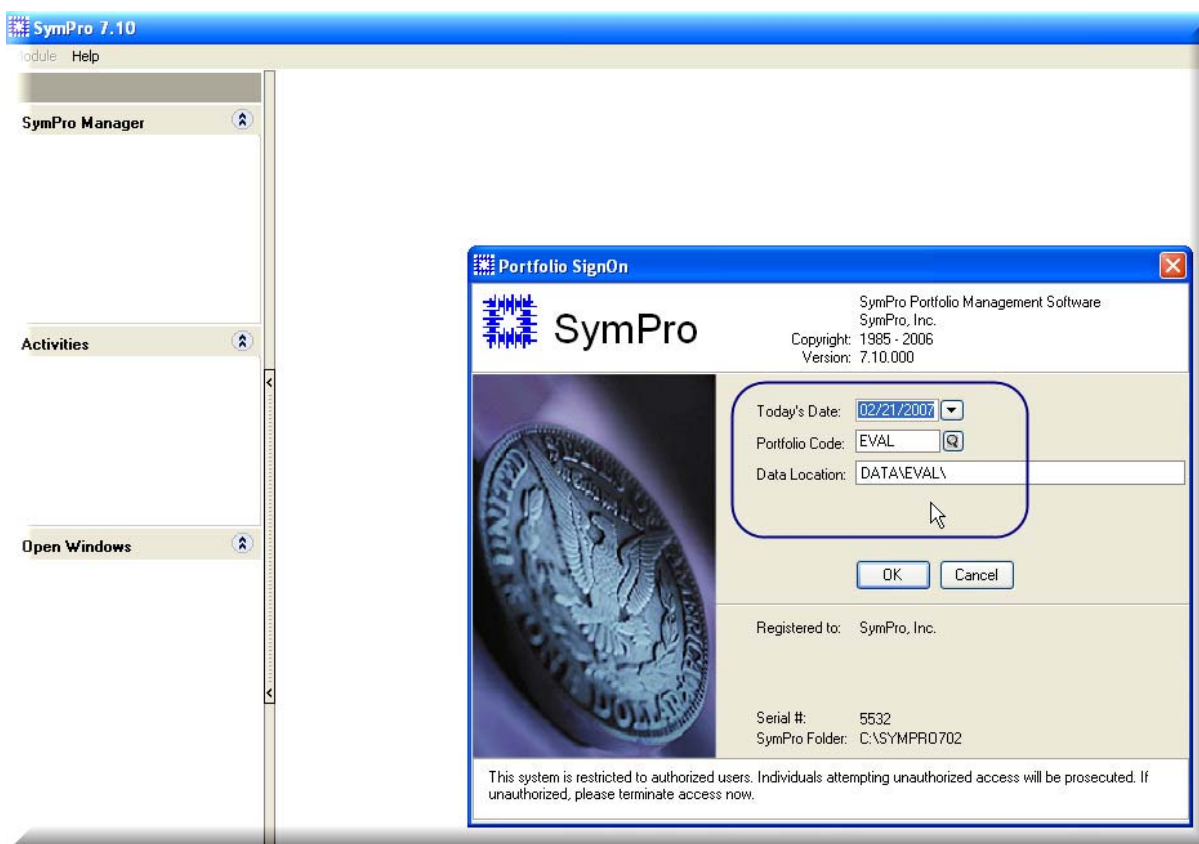 SymPro 7.10
Module Help
SymPro Manager
Activities
Open Windows
Portfolio SignOn
SymPro
SymPro Portfolio Management Software
SymPro, Inc.
Copyright: 1985 - 2006
Version: 7.10.000
Today's Date: 02/21/2007
Portfolio Code: EVAL
Data Location: DATA\EVAL\
OK Cancel
Registered to: SymPro, Inc.
Serial #: 5532
SymPro Folder: C:\SYMPRO702
This system is restricted to authorized users. Individuals attempting unauthorized access will be prosecuted. If
unauthorized, please terminate access now.